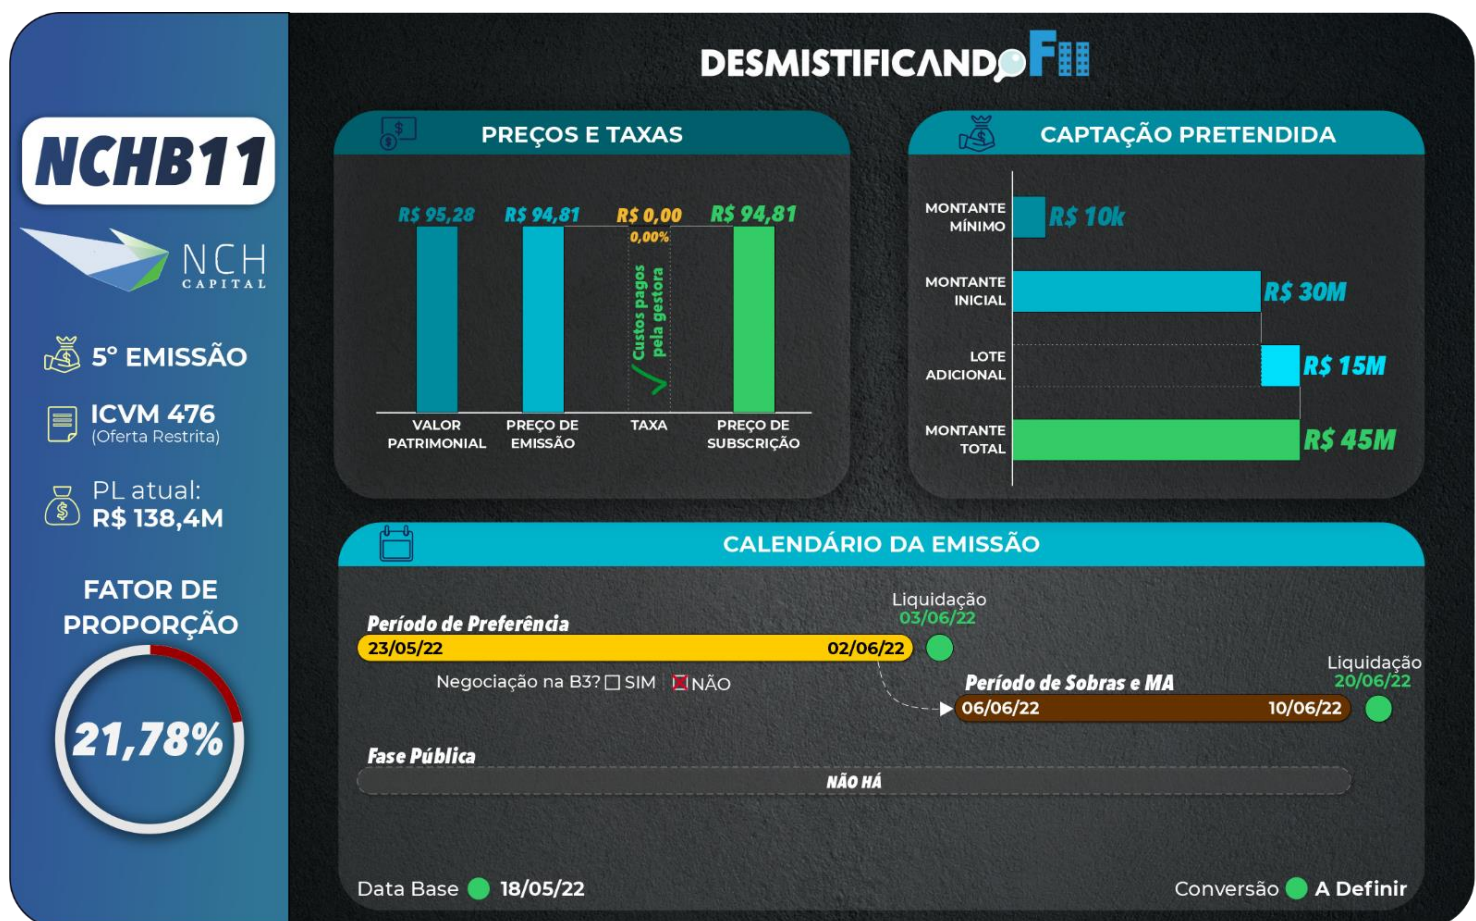 DESMISTIFICANDO FII
NCHB11
NCH
CAPITAL
5º EMISSÃO
ICVM 476
(Oferta Restrita)
PL atual:
R$ 138,4M
FATOR DE
PROPORÇÃO
21,78%
PREÇOS E TAXAS
R$ 95,28
R$ 94,81
R$ 0,00
0,00%
R$ 94,81
Custos pagos
pela gestora
VALOR
PATRIMONIAL
PREÇO DE
EMISSÃO
TAXA
PREÇO DE
SUBSCRIÇÃO
CAPTAÇÃO PRETENDIDA
MONTANTE
MÍNIMO
R$ 10k
MONTANTE
INICIAL
R$ 30M
LOTE
ADICIONAL
R$ 15M
MONTANTE
TOTAL
R$ 45M
CALENDÁRIO DA EMISSÃO
Período de Preferência
23/05/22 02/06/22
Liquidação
03/06/22
Negociação na B3? SIM NÃO
Período de Sobras e MA
06/06/22 10/06/22
Liquidação
20/06/22
Fase Pública
NÃO HÁ
Data Base 18/05/22
Conversão A Definir